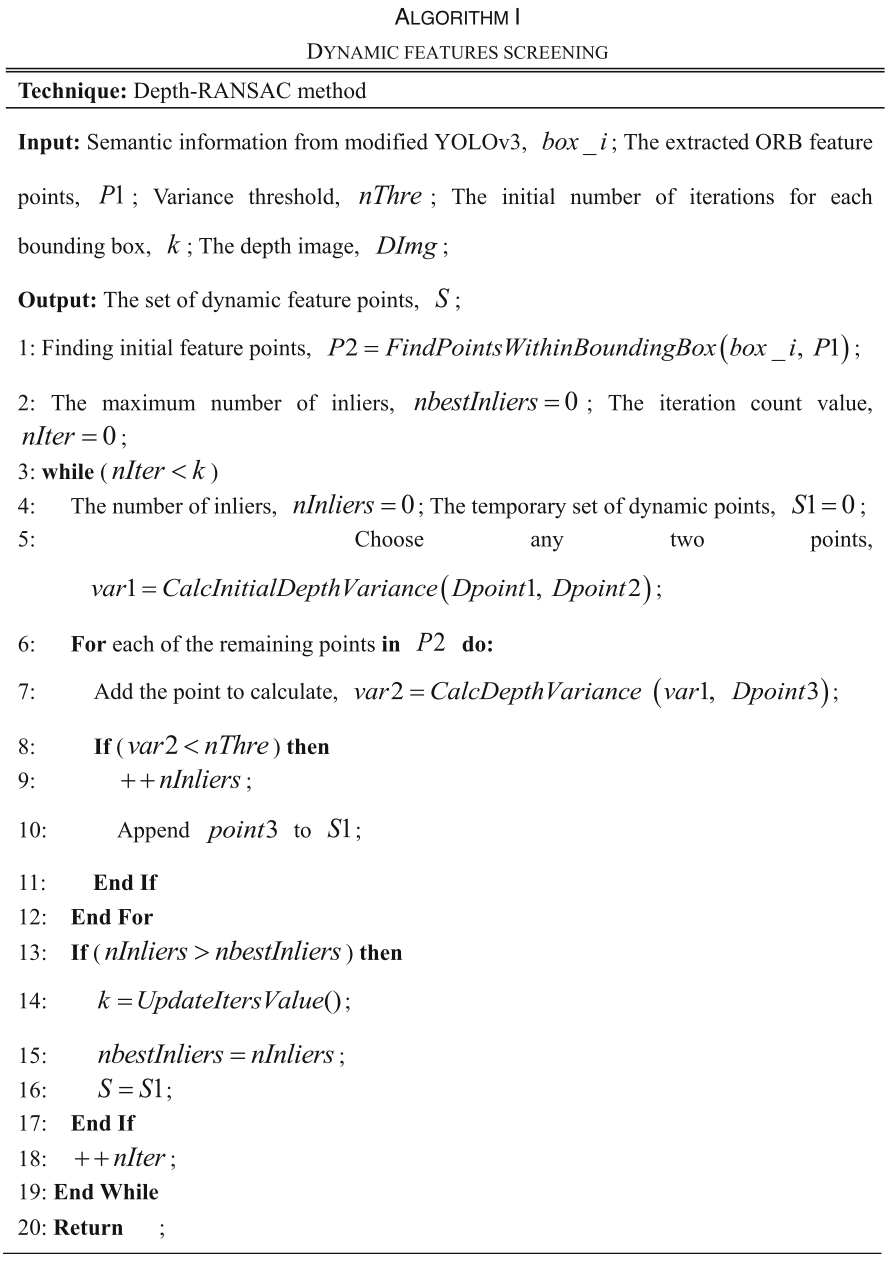 ALGORITHM I
DYNAMIC FEATURES SCREENING
Technique: Depth-RANSAC method
Input: Semantic information from modified YOLOv3, box_i; The extracted ORB feature
points, P1; Variance threshold, nThre; The initial number of iterations for each
bounding box, k; The depth image, DImg;
Output: The set of dynamic feature points, S;
1: Finding initial feature points, P2 = FindPointsWithinBoundingBox(box_i, P1);
2: The maximum number of inliers, nbestInliers = 0; The iteration count value,
nIter = 0;
3: while (nIter < k)
4: The number of inliers, nInliers = 0; The temporary set of dynamic points, S1 = 0;
5: Choose any two points,
var1 = CalcInitialDepthVariance(Dpoint1, Dpoint2);
6: For each of the remaining points in P2 do:
7: Add the point to calculate, var2 = CalcDepthVariance (var1, Dpoint3);
8: If (var2 < nThre) then
9: ++nInliers;
10: Append point3 to S1;
11: End If
12: End For
13: If (nInliers > nbestInliers) then
14: k = UpdateItersValue();
15: nbestInliers = nInliers;
16: S = S1;
17: End If
18: ++nIter;
19: End While
20: Return ;